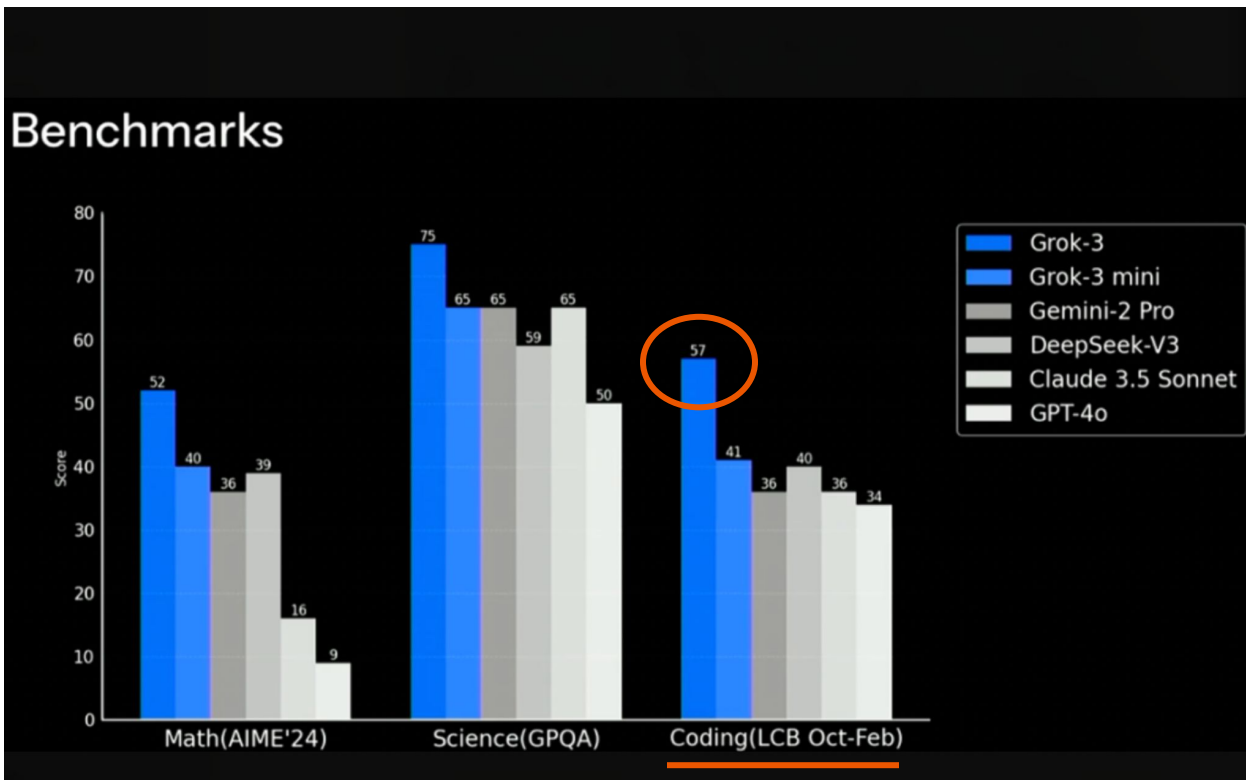 Benchmarks
80
70
60
50
40
30
20
10
0
Score
52
40
36
39
16
9
75
65
65
59
65
50
57
41
36
40
36
34
Math(AIME'24)
Science(GPQA)
Coding(LCB Oct-Feb)
Grok-3
Grok-3 mini
Gemini-2 Pro
DeepSeek-V3
Claude 3.5 Sonnet
GPT-4o